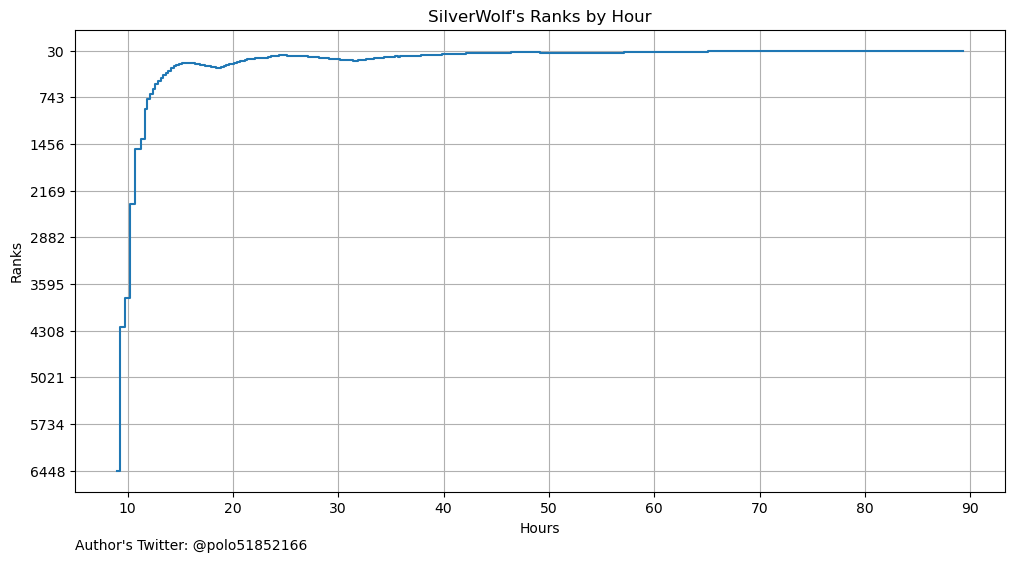 SilverWolf's Ranks by Hour
30
743
1456
2169
2882
3595
4308
5021
5734
6448
Ranks
10 20 30 40 50 60 70 80 90
Hours
Author's Twitter: @polo51852166